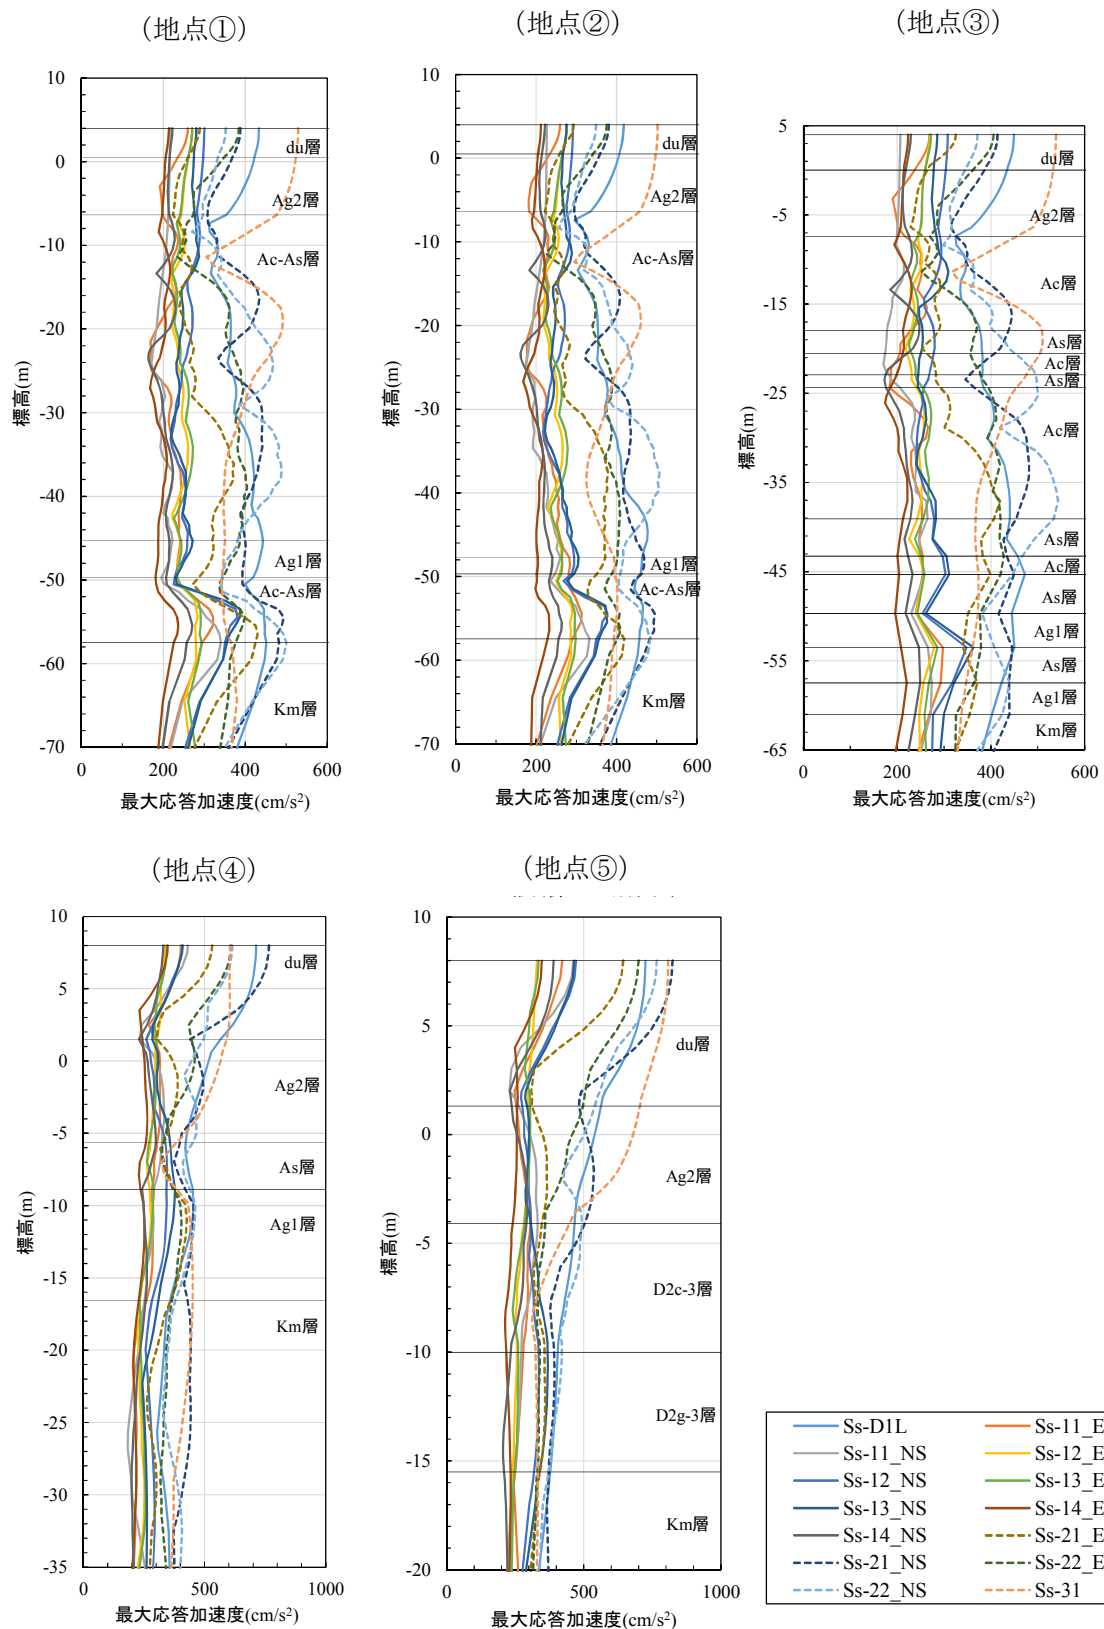 (地点①)
10
0
-10
-20
-30
-40
-50
-60
-70
標高(m)
du層
Ag2層
Ac-As層
Ag1層
Ac-As層
Km層
0
200
400
600
最大応答加速度(cm/s²)
(地点②)
10
0
-10
-20
-30
-40
-50
-60
-70
標高(m)
du層
Ag2層
Ac-As層
Ag1層
Ac-As層
Km層
0
200
400
600
最大応答加速度(cm/s²)
(地点③)
5
-5
-15
-25
-35
-45
-55
-65
標高(m)
du層
Ag2層
Ac層
As層
Ac層
As層
Ac層
As層
Ac層
As層
Ag1層
As層
Ag1層
Km層
0
200
400
600
最大応答加速度(cm/s²)
(地点④)
10
5
0
-5
-10
-15
-20
-25
-30
-35
標高(m)
du層
Ag2層
As層
Ag1層
Km層
0
500
1000
最大応答加速度(cm/s²)
(地点⑤)
10
5
0
-5
-10
-15
-20
標高(m)
du層
Ag2層
D2c-3層
D2g-3層
Km層
0
500
1000
最大応答加速度(cm/s²)
Ss-D1L
Ss-11_E
Ss-11_NS
Ss-12_E
Ss-12_NS
Ss-13_E
Ss-13_NS
Ss-14_E
Ss-14_NS
Ss-21_E
Ss-21_NS
Ss-22_E
Ss-22_NS
Ss-31